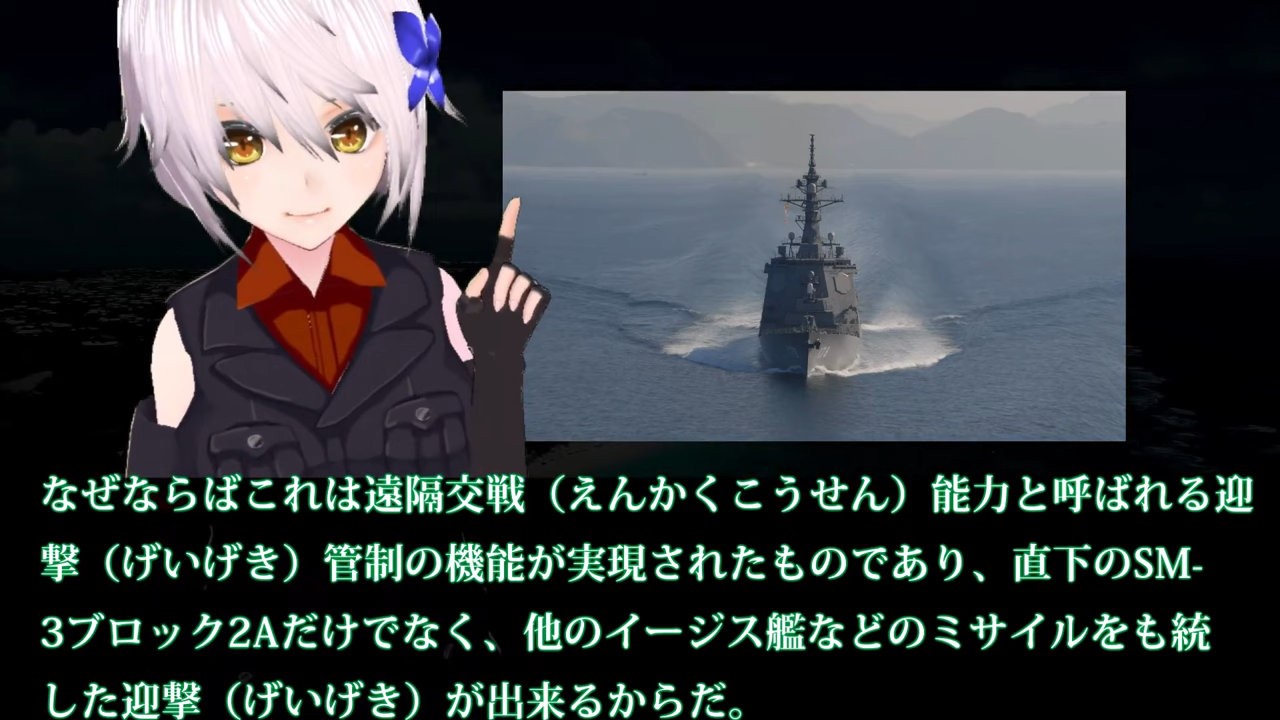 なぜならばこれは遠隔交戦（えんかくこうせん）能力と呼ばれる迎
撃（げいげき）管制の機能が実現されたものであり、直下のSM-
3ブロック2Aだけでなく、他のイージス艦などのミサイルをも統
した迎撃（げいげき）が出来るからだ。